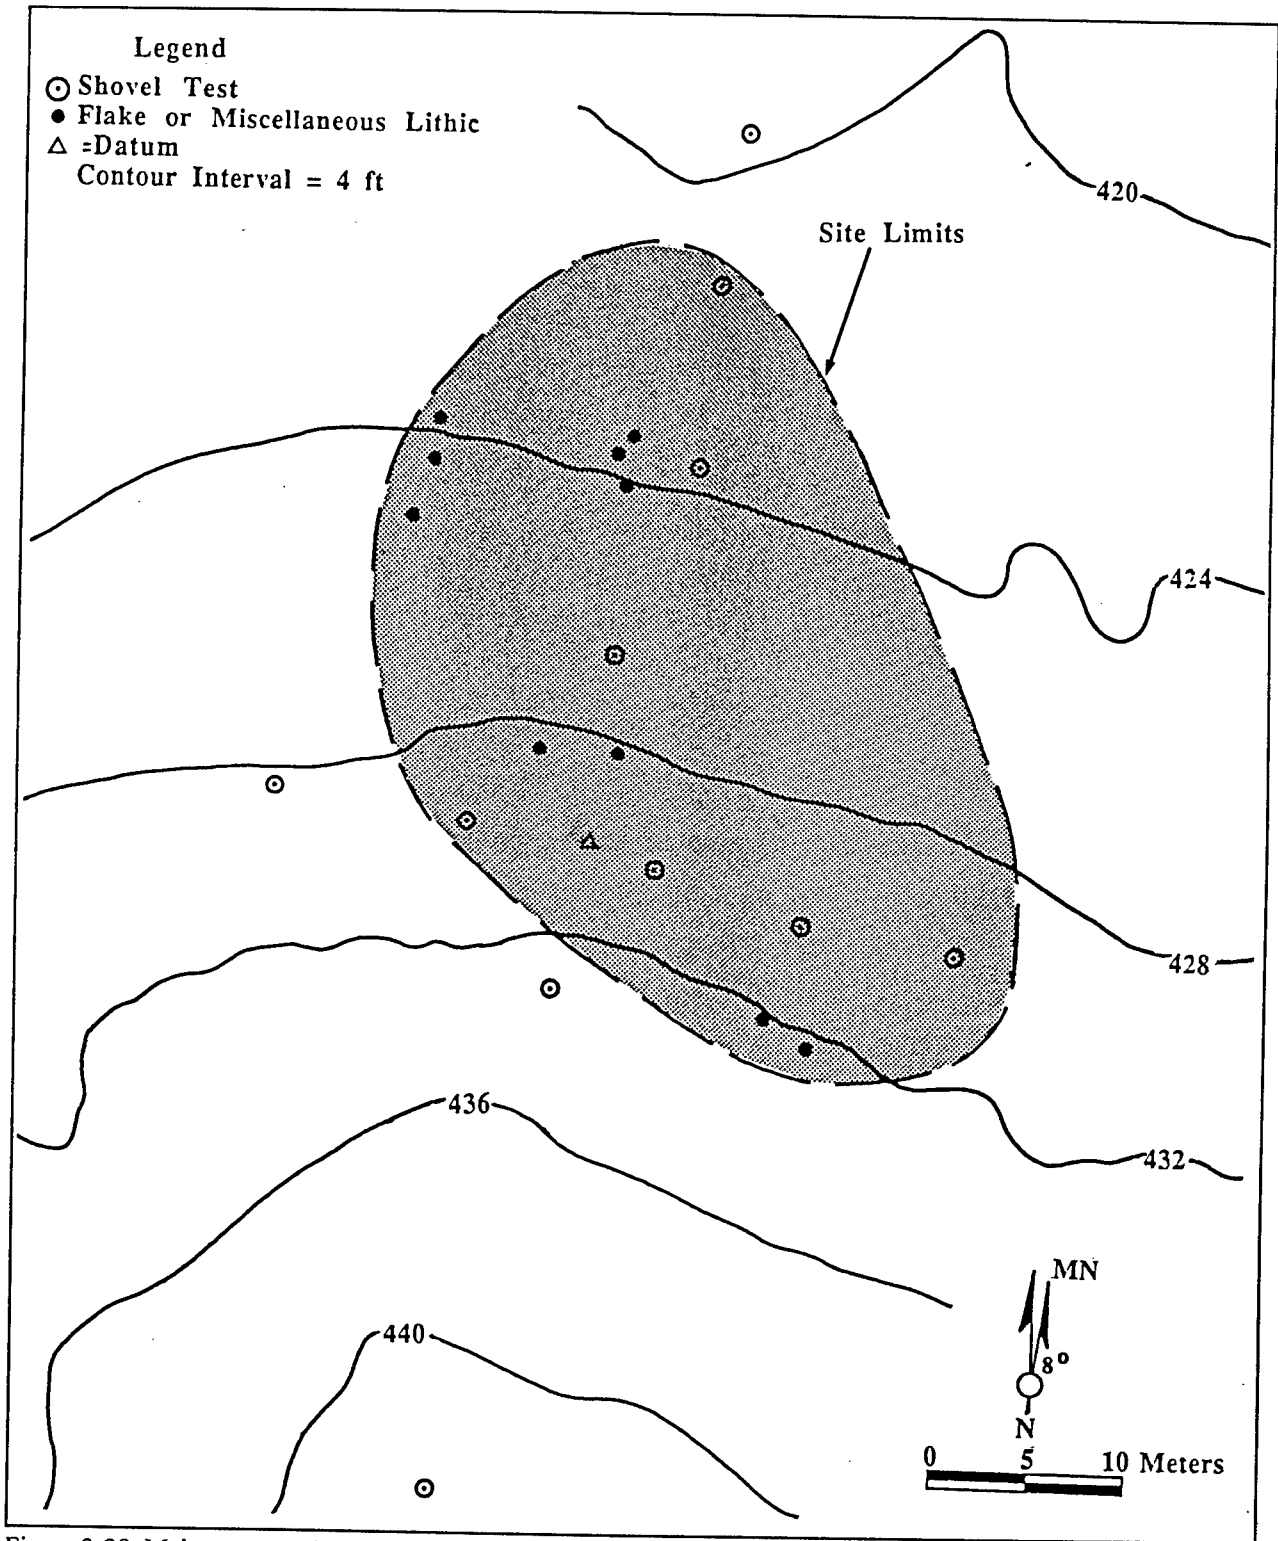 Legend
Shovel Test
Flake or Miscellaneous Lithic
=Datum
Contour Interval = 4 ft
420
Site Limits
424
428
436
432
MN
440
8°
N
0 5 10 Meters